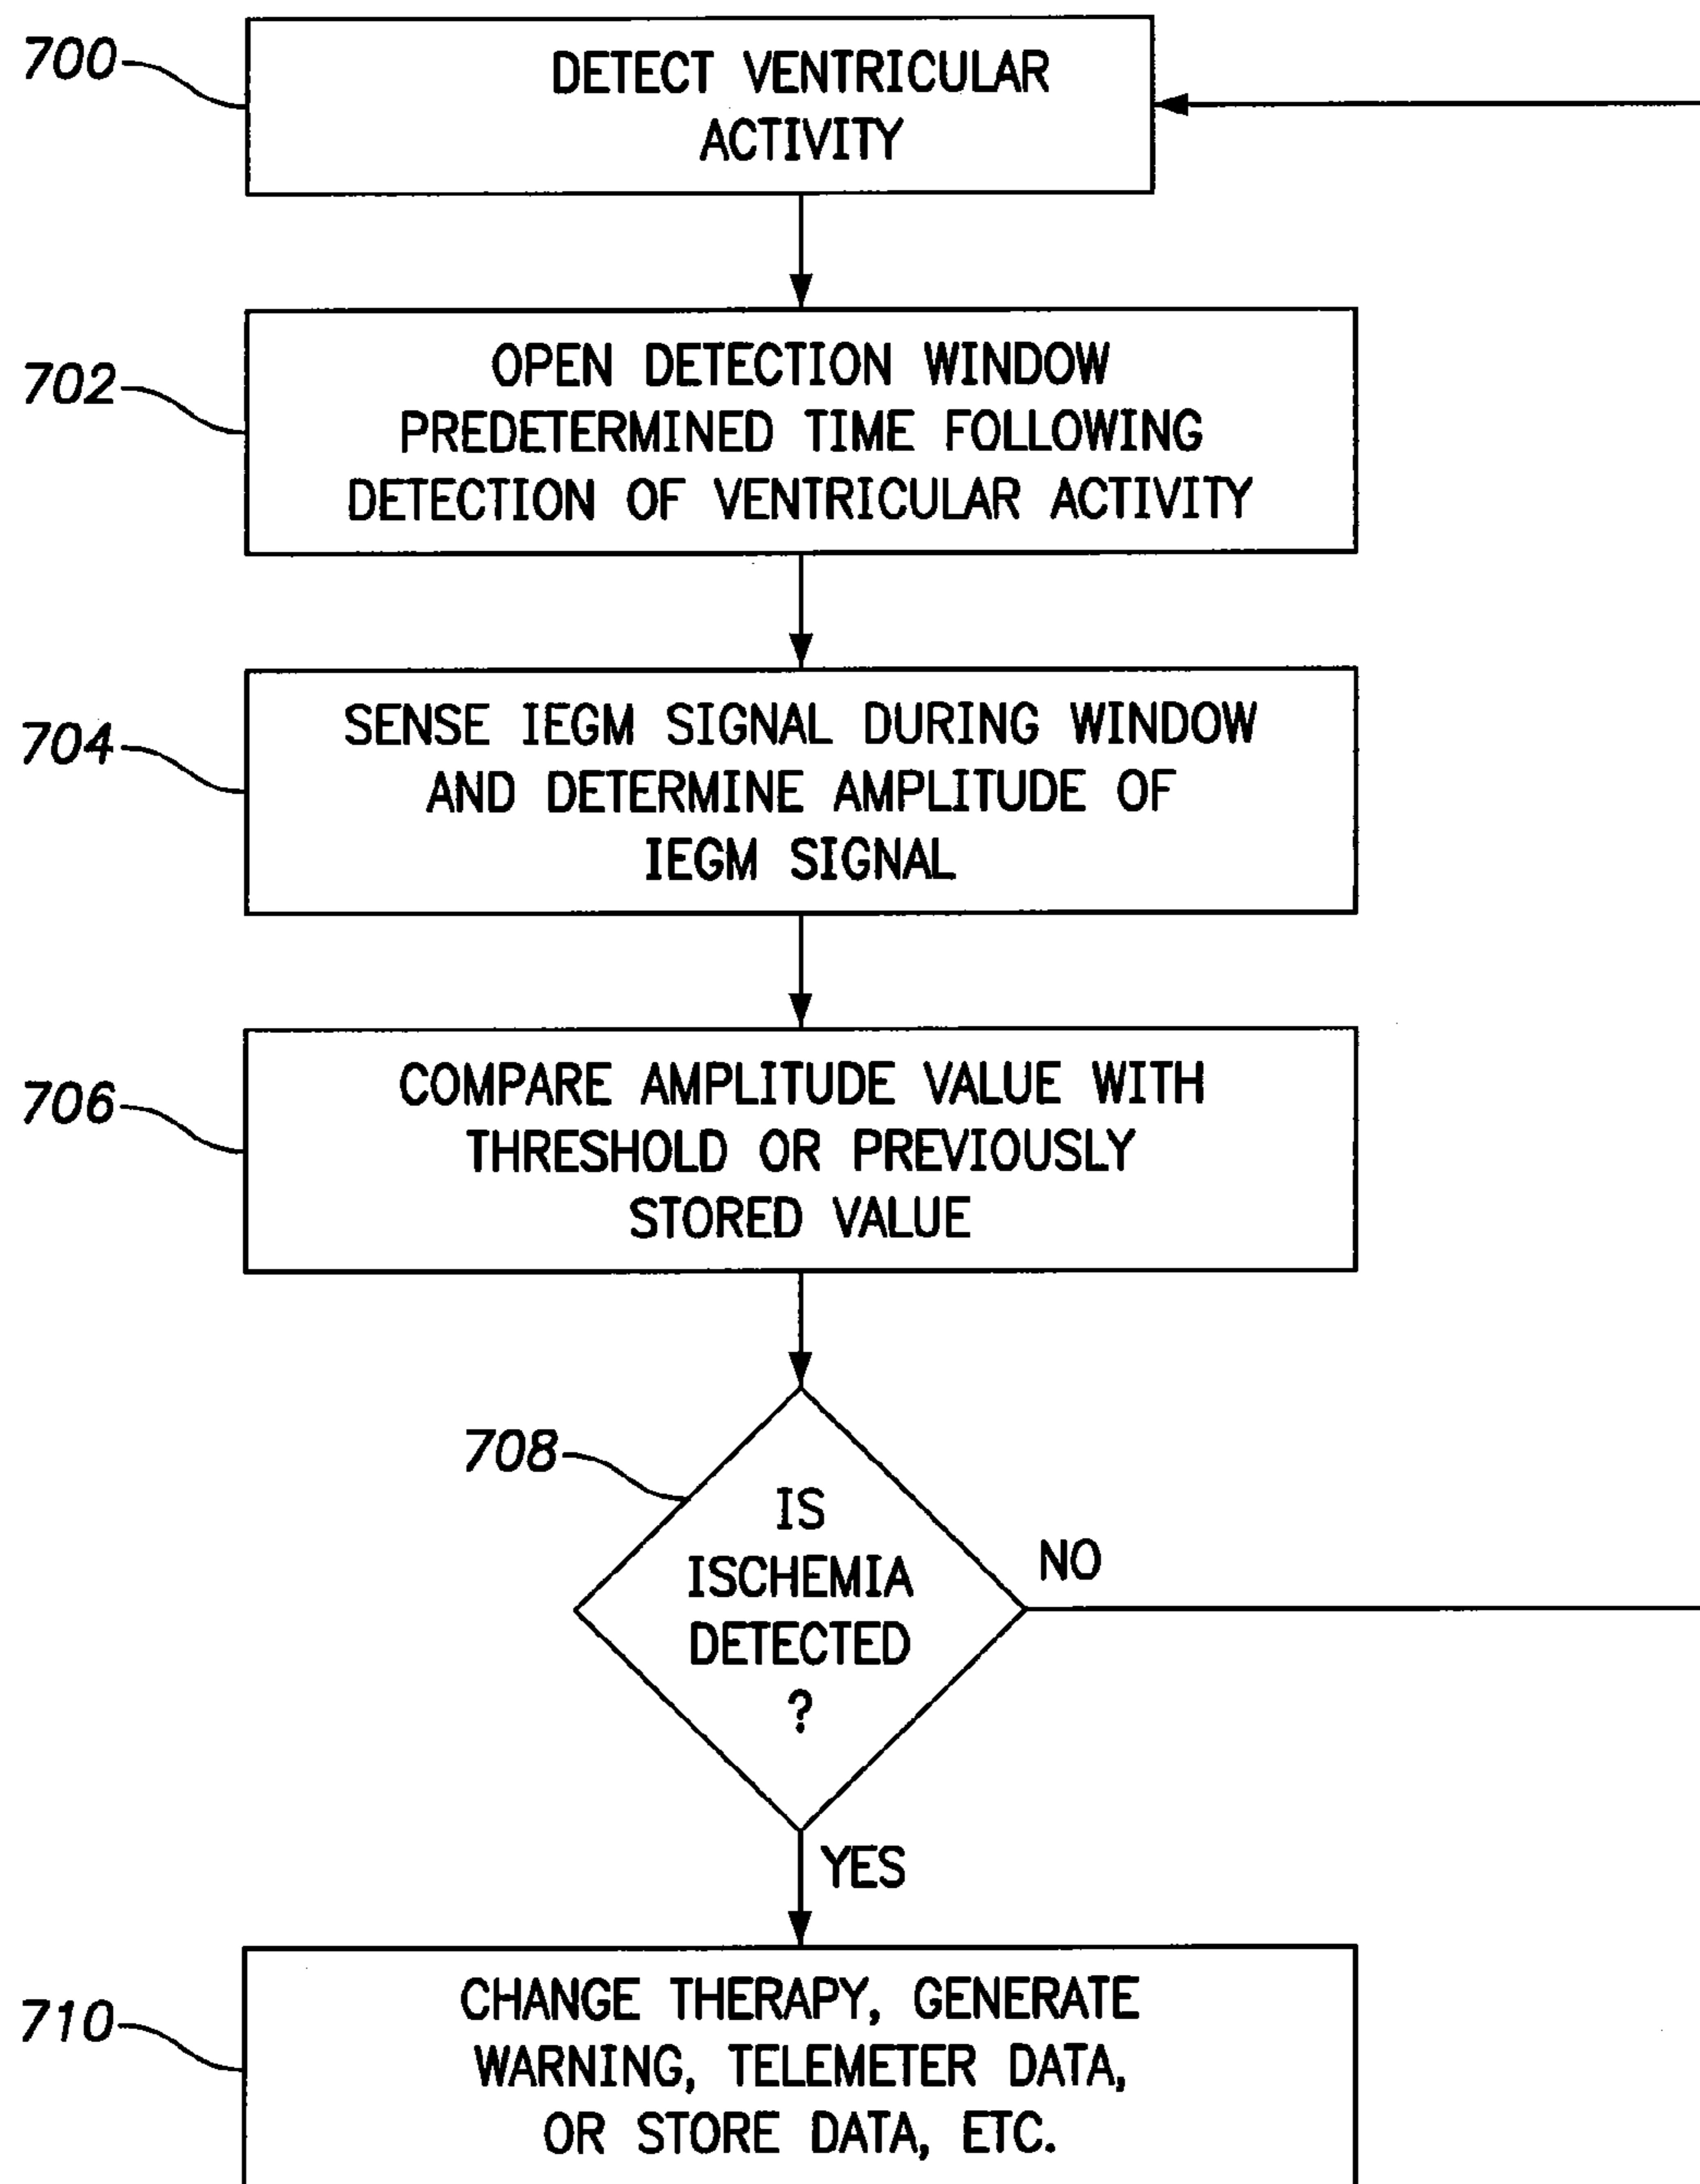 700
DETECT VENTRICULAR
ACTIVITY
702
OPEN DETECTION WINDOW
PREDETERMINED TIME FOLLOWING
DETECTION OF VENTRICULAR ACTIVITY
704
SENSE IEGM SIGNAL DURING WINDOW
AND DETERMINE AMPLITUDE OF
IEGM SIGNAL
706
COMPARE AMPLITUDE VALUE WITH
THRESHOLD OR PREVIOUSLY
STORED VALUE
708
IS
ISCHEMIA
DETECTED
?
NO
YES
710
CHANGE THERAPY, GENERATE
WARNING, TELEMETER DATA,
OR STORE DATA, ETC.